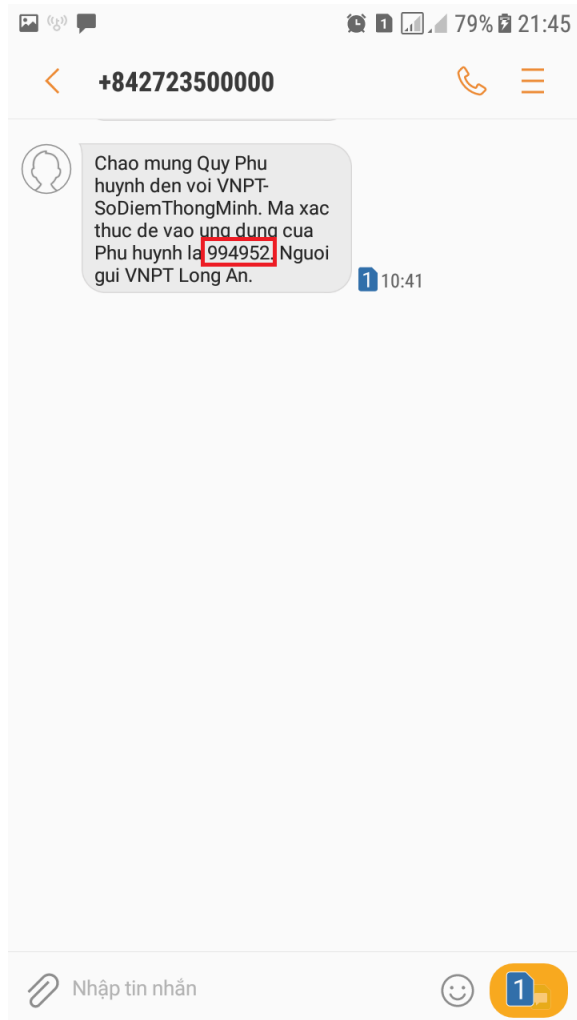 1 79% 21:45
+842723500000
Chao mung Quy Phu
huynh den voi VNPT-
SoDiemThongMinh. Ma xac
thuc de vao ung dung cua
Phu huynh la 994952. Nguoi
gui VNPT Long An.
1 10:41
Nhập tin nhắn
1